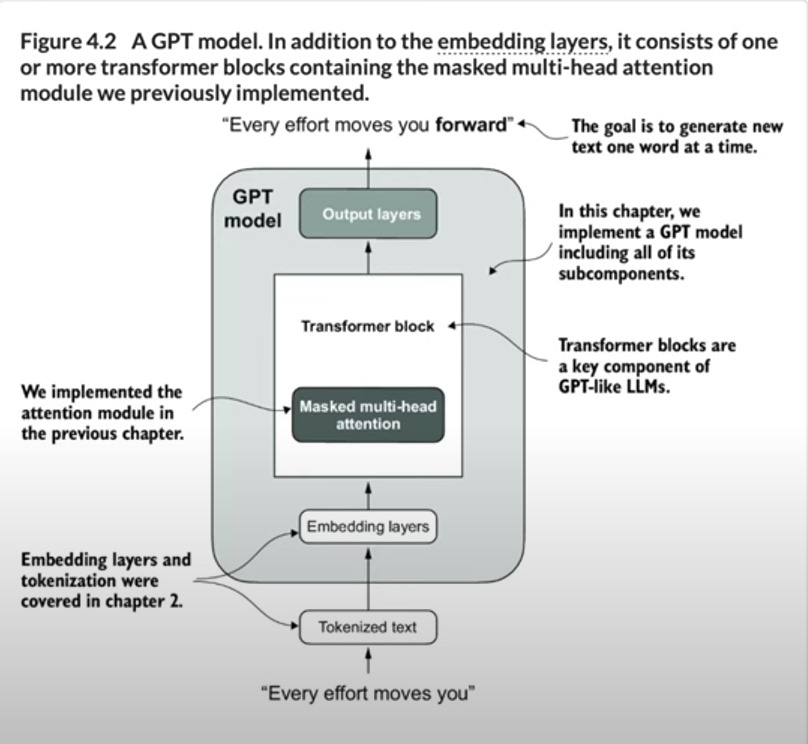 Figure 4.2 A GPT model. In addition to the embedding layers, it consists of one
or more transformer blocks containing the masked multi-head attention
module we previously implemented.
“Every effort moves you forward”
The goal is to generate new
text one word at a time.
GPT
model
Output layers
In this chapter, we
implement a GPT model
including all of its
subcomponents.
Transformer block
Transformer blocks are
a key component of
GPT-like LLMs.
We implemented the
attention module in
the previous chapter.
Masked multi-head
attention
Embedding layers
Embedding layers and
tokenization were
covered in chapter 2.
Tokenized text
“Every effort moves you”